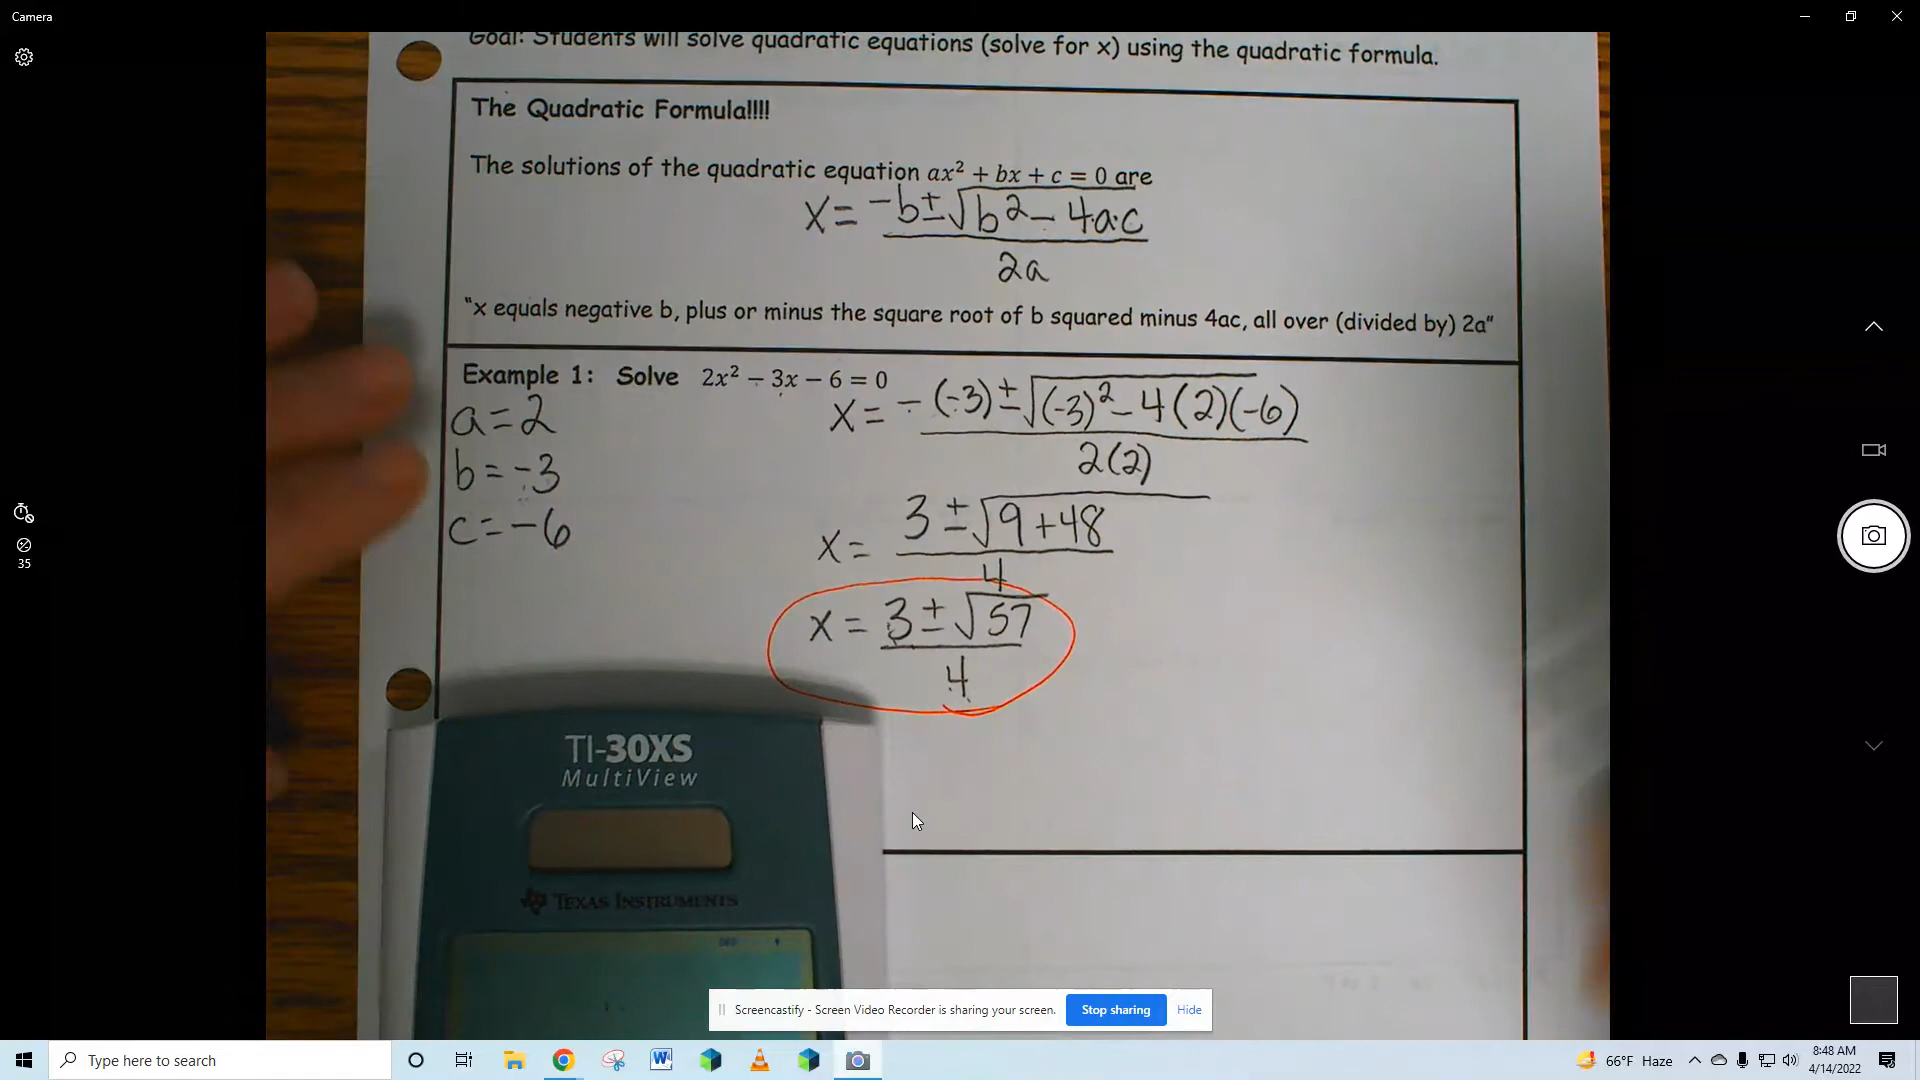 Camera
Goal: Students will solve quadratic equations (solve for x) using the quadratic formula.
The Quadratic Formula!!!!
The solutions of the quadratic equation ax² + bx + c = 0 are
x = (-b ± √(b² - 4·a·c)) / 2a
"x equals negative b, plus or minus the square root of b squared minus 4ac, all over (divided by) 2a"
Example 1: Solve 2x² - 3x - 6 = 0
a = 2
b = -3
c = -6
x = (-(-3) ± √((-3)² - 4(2)(-6))) / 2(2)
x = (3 ± √(9 + 48)) / 4
x = (3 ± √57) / 4
35
TI-30XS
MultiView
TEXAS INSTRUMENTS
DEG
Screencastify - Screen Video Recorder is sharing your screen.
Stop sharing
Hide
Type here to search
66°F Haze
8:48 AM
4/14/2022